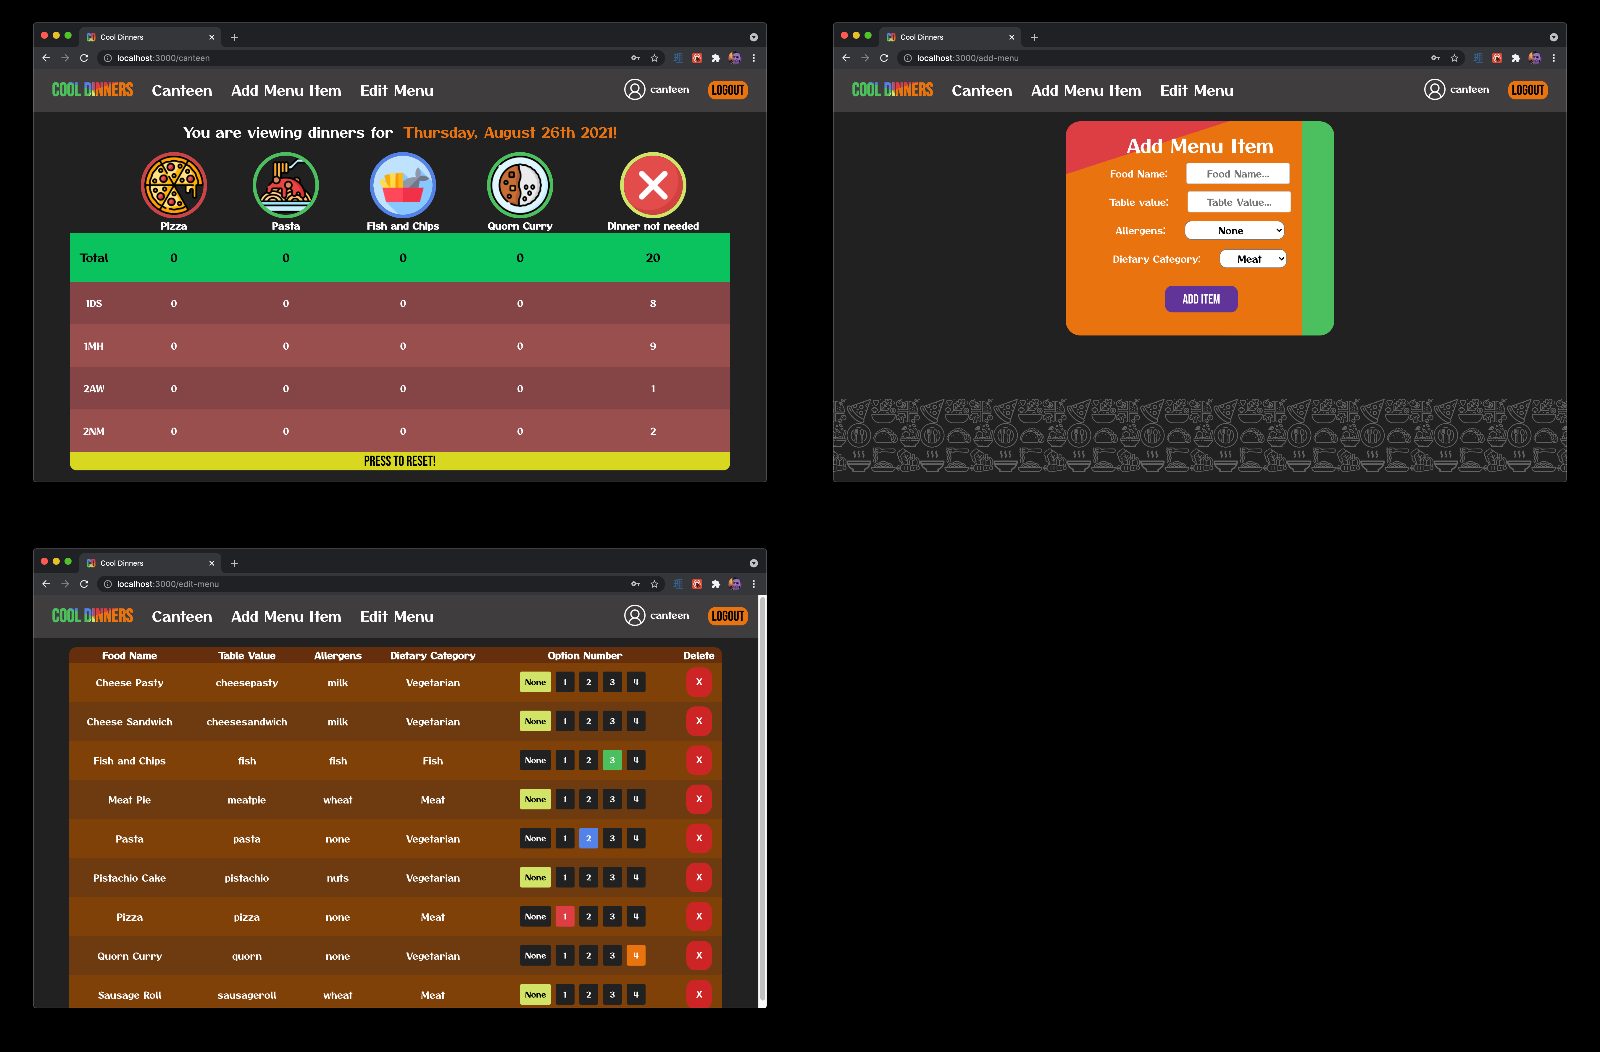 Cool Dinners
localhost:3000/canteen
COOL DINNERS Canteen Add Menu Item Edit Menu canteen LOGOUT
You are viewing dinners for Thursday, August 26th 2021!
Pizza Pasta Fish and Chips Quorn Curry Dinner not needed
Total 0 0 0 0 20
1DS 0 0 0 0 8
1MH 0 0 0 0 9
2AW 0 0 0 0 1
2NM 0 0 0 0 2
PRESS TO RESET!
Cool Dinners
localhost:3000/add-menu
COOL DINNERS Canteen Add Menu Item Edit Menu canteen LOGOUT
Add Menu Item
Food Name: Food Name...
Table value: Table Value...
Allergens: None
Dietary Category: Meat
ADD ITEM
Cool Dinners
localhost:3000/edit-menu
COOL DINNERS Canteen Add Menu Item Edit Menu canteen LOGOUT
Food Name Table Value Allergens Dietary Category Option Number Delete
Cheese Pasty cheesepasty milk Vegetarian None 1 2 3 4 X
Cheese Sandwich cheesesandwich milk Vegetarian None 1 2 3 4 X
Fish and Chips fish fish Fish None 1 2 3 4 X
Meat Pie meatpie wheat Meat None 1 2 3 4 X
Pasta pasta none Vegetarian None 1 2 3 4 X
Pistachio Cake pistachio nuts Vegetarian None 1 2 3 4 X
Pizza pizza none Meat None 1 2 3 4 X
Quorn Curry quorn none Vegetarian None 1 2 3 4 X
Sausage Roll sausageroll wheat Meat None 1 2 3 4 X